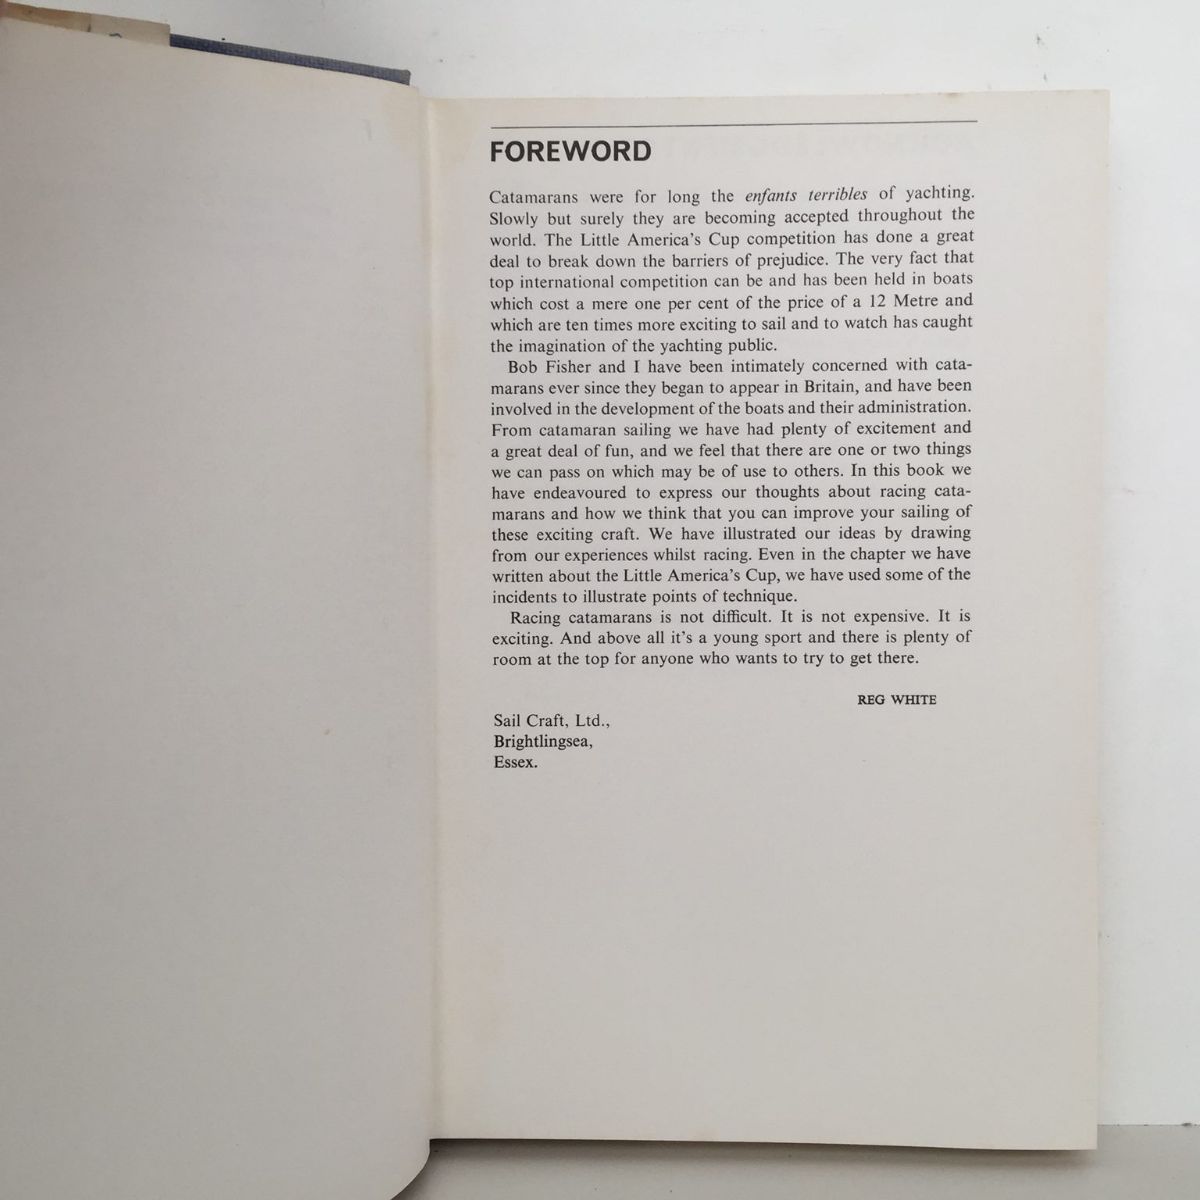 FOREWORD
Catamarans were for long the enfants terribles of yachting.
Slowly but surely they are becoming accepted throughout the
world. The Little America's Cup competition has done a great
deal to break down the barriers of prejudice. The very fact that
top international competition can be and has been held in boats
which cost a mere one per cent of the price of a 12 Metre and
which are ten times more exciting to sail and to watch has caught
the imagination of the yachting public.
Bob Fisher and I have been intimately concerned with cata-
marans ever since they began to appear in Britain, and have been
involved in the development of the boats and their administration.
From catamaran sailing we have had plenty of excitement and
a great deal of fun, and we feel that there are one or two things
we can pass on which may be of use to others. In this book we
have endeavoured to express our thoughts about racing cata-
marans and how we think that you can improve your sailing of
these exciting craft. We have illustrated our ideas by drawing
from our experiences whilst racing. Even in the chapter we have
written about the Little America's Cup, we have used some of the
incidents to illustrate points of technique.
Racing catamarans is not difficult. It is not expensive. It is
exciting. And above all it's a young sport and there is plenty of
room at the top for anyone who wants to try to get there.
REG WHITE
Sail Craft, Ltd.,
Brightlingsea,
Essex.